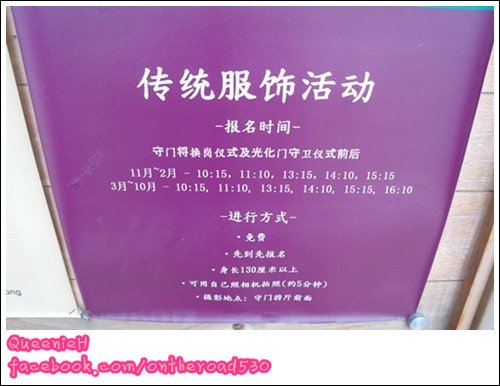 传统服饰活动
-报名时间-
守门将换岗仪式及光化门守卫仪式前后
11月~2月 - 10:15, 11:10, 13:15, 14:10, 15:15
3月~10月 - 10:15, 11:10, 13:15, 14:10, 15:15, 16:10
-进行方式-
· 免费
· 先到先报名
· 身长130厘米以上
· 可用自己照相机拍照(约5分钟)
· 摄影地点: 守门将厅前面
ong
QueenieH
facebook.com/ontheroad530